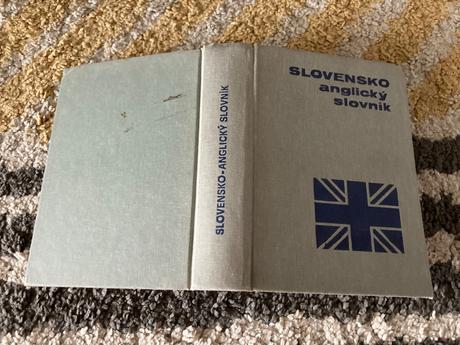 SLOVENSKO-ANGLICKÝ SLOVNÍK
SLOVENSKO
anglický
slovník